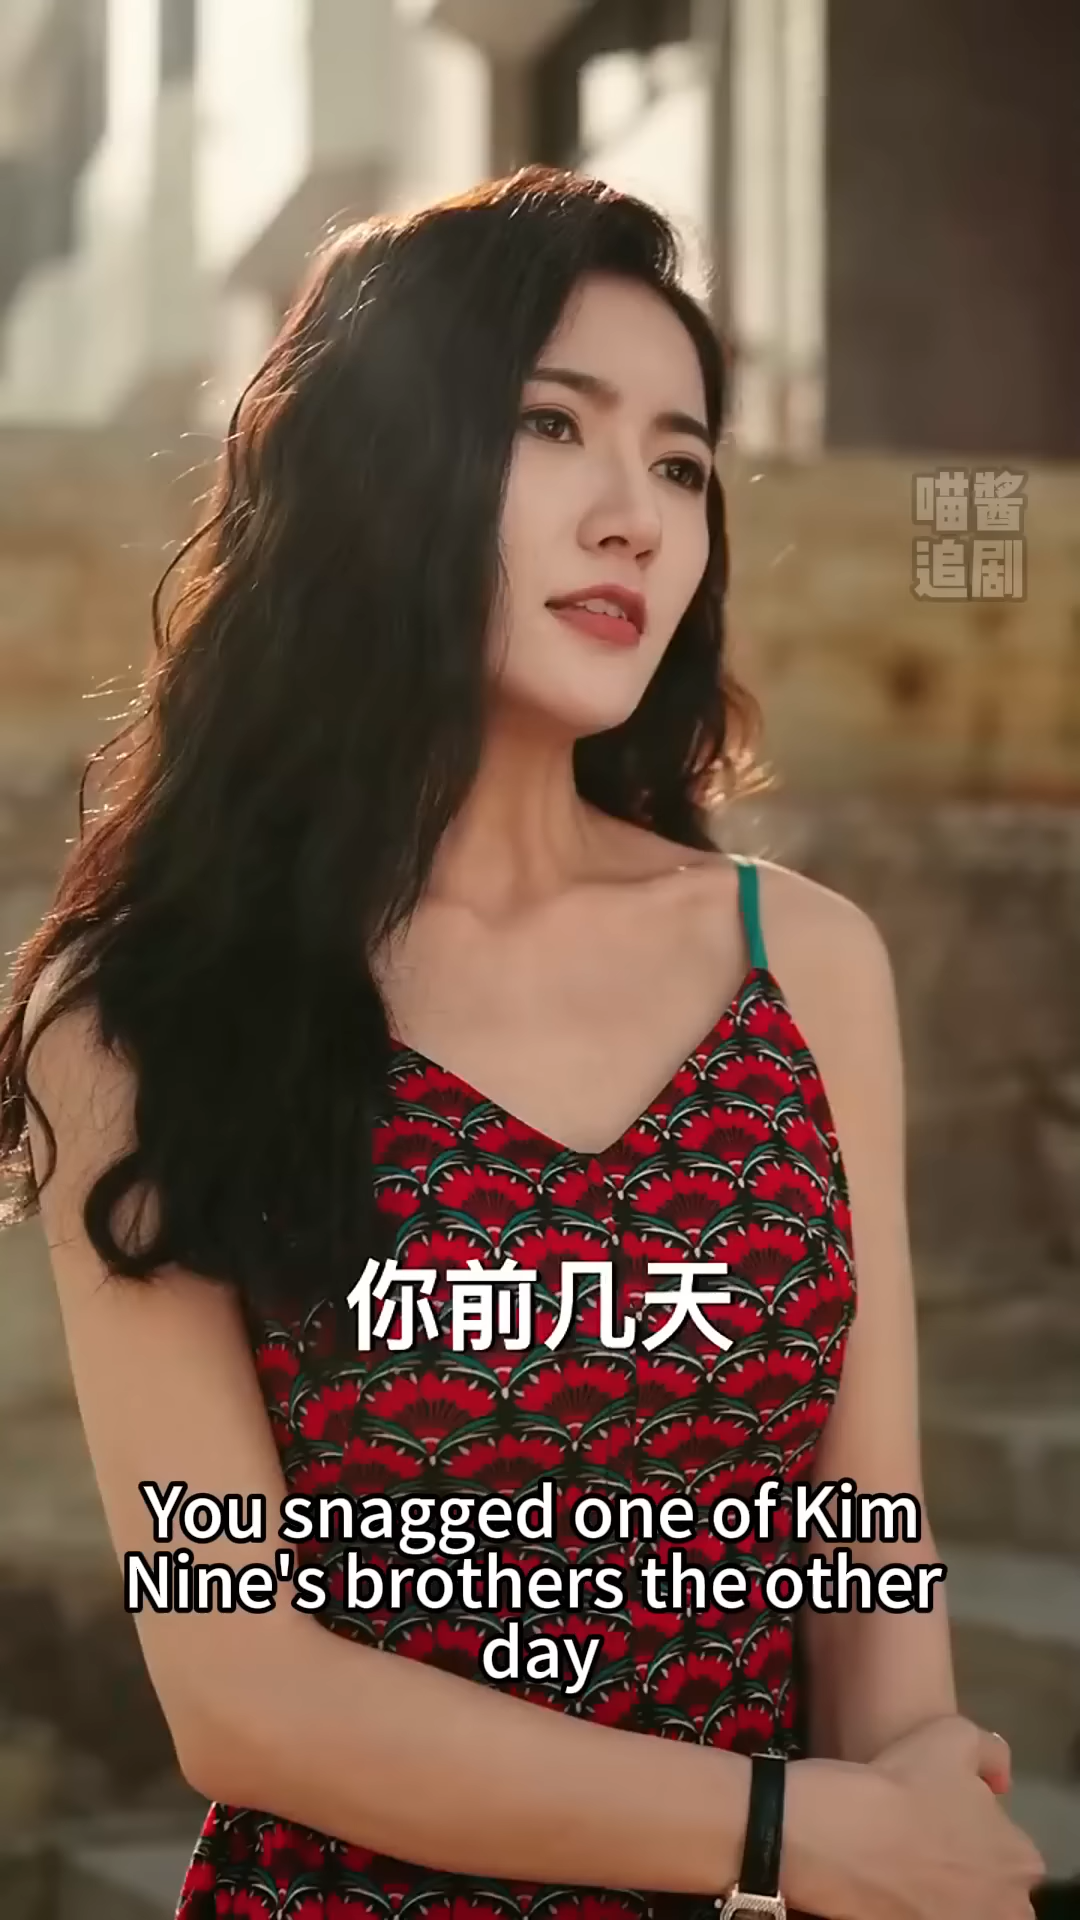 喵酱
追剧
你前几天
You snagged one of Kim
Nine's brothers the other
day